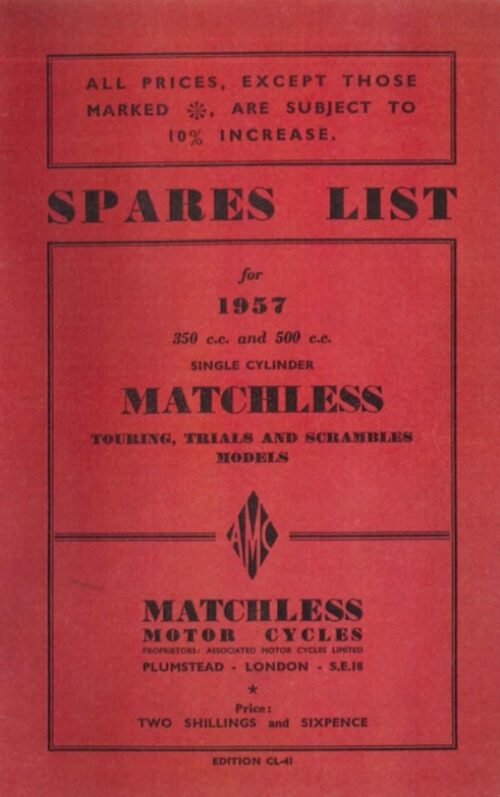 ALL PRICES, EXCEPT THOSE
MARKED ❊, ARE SUBJECT TO
10% INCREASE.
SPARES LIST
for
1957
350 c.c. and 500 c.c.
SINGLE CYLINDER
MATCHLESS
TOURING, TRIALS AND SCRAMBLES
MODELS
AMC
MATCHLESS
MOTOR CYCLES
PROPRIETORS: ASSOCIATED MOTOR CYCLES LIMITED
PLUMSTEAD - LONDON - S.E.18
★
Price:
TWO SHILLINGS and SIXPENCE
EDITION CL-41